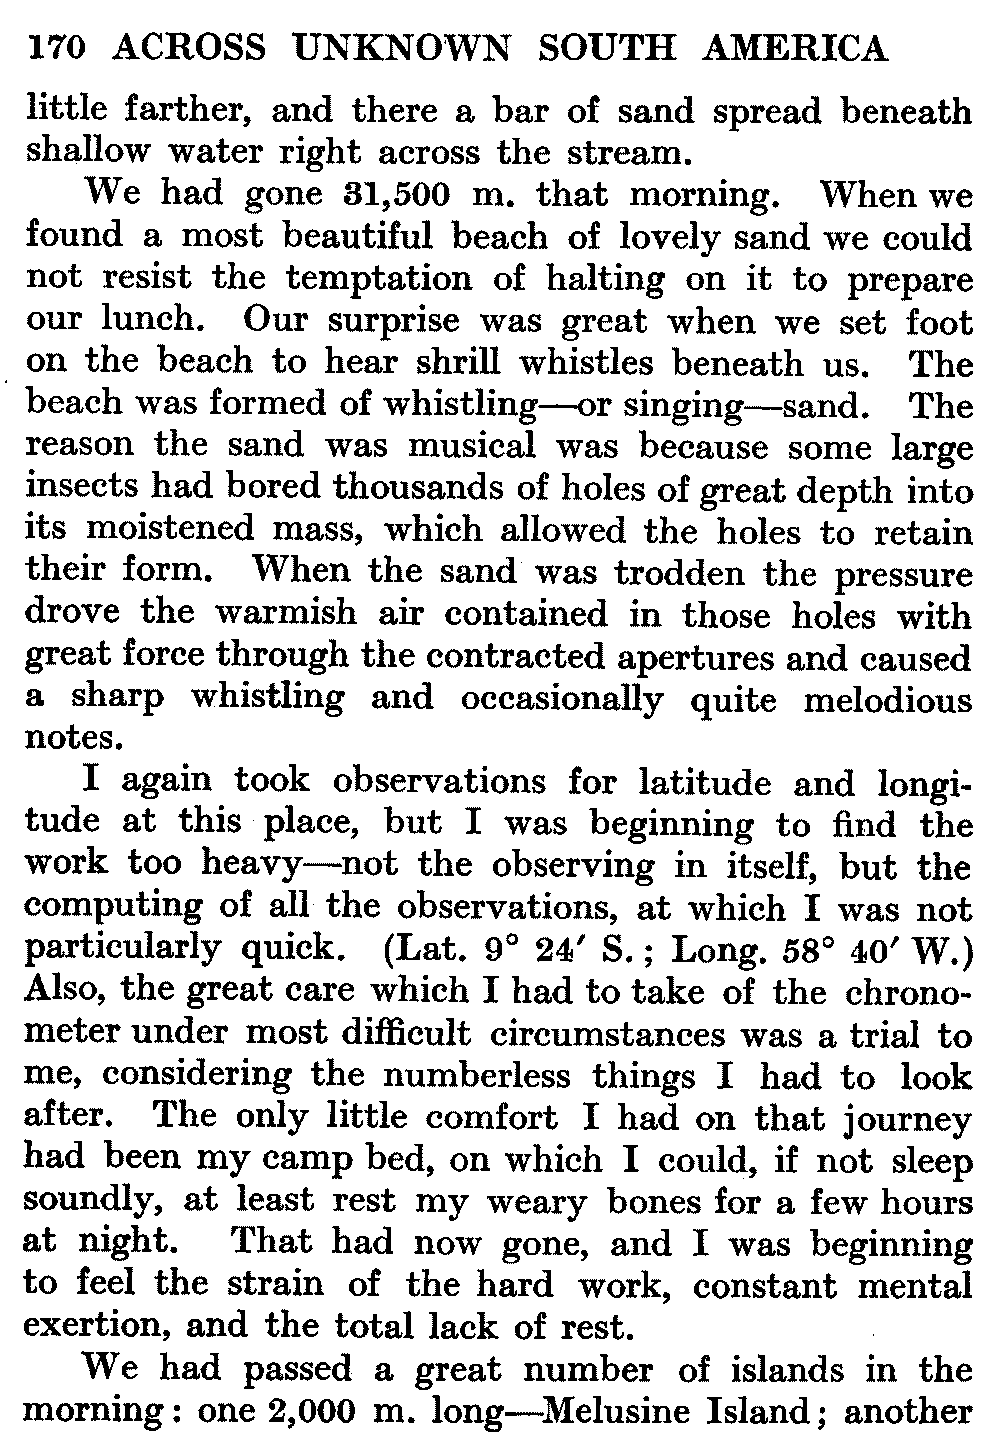 170 ACROSS UNKNOWN SOUTH AMERICA
little farther, and there a bar of sand spread beneath
shallow water right across the stream.
We had gone 31,500 m. that morning. When we
found a most beautiful beach of lovely sand we could
not resist the temptation of halting on it to prepare
our lunch. Our surprise was great when we set foot
on the beach to hear shrill whistles beneath us. The
beach was formed of whistling—or singing—sand. The
reason the sand was musical was because some large
insects had bored thousands of holes of great depth into
its moistened mass, which allowed the holes to retain
their form. When the sand was trodden the pressure
drove the warmish air contained in those holes with
great force through the contracted apertures and caused
a sharp whistling and occasionally quite melodious
notes.
I again took observations for latitude and longi-
tude at this place, but I was beginning to find the
work too heavy—not the observing in itself, but the
computing of all the observations, at which I was not
particularly quick. (Lat. 9° 24′ S.; Long. 58° 40′ W.)
Also, the great care which I had to take of the chrono-
meter under most difficult circumstances was a trial to
me, considering the numberless things I had to look
after. The only little comfort I had on that journey
had been my camp bed, on which I could, if not sleep
soundly, at least rest my weary bones for a few hours
at night. That had now gone, and I was beginning
to feel the strain of the hard work, constant mental
exertion, and the total lack of rest.
We had passed a great number of islands in the
morning: one 2,000 m. long—Melusine Island; another